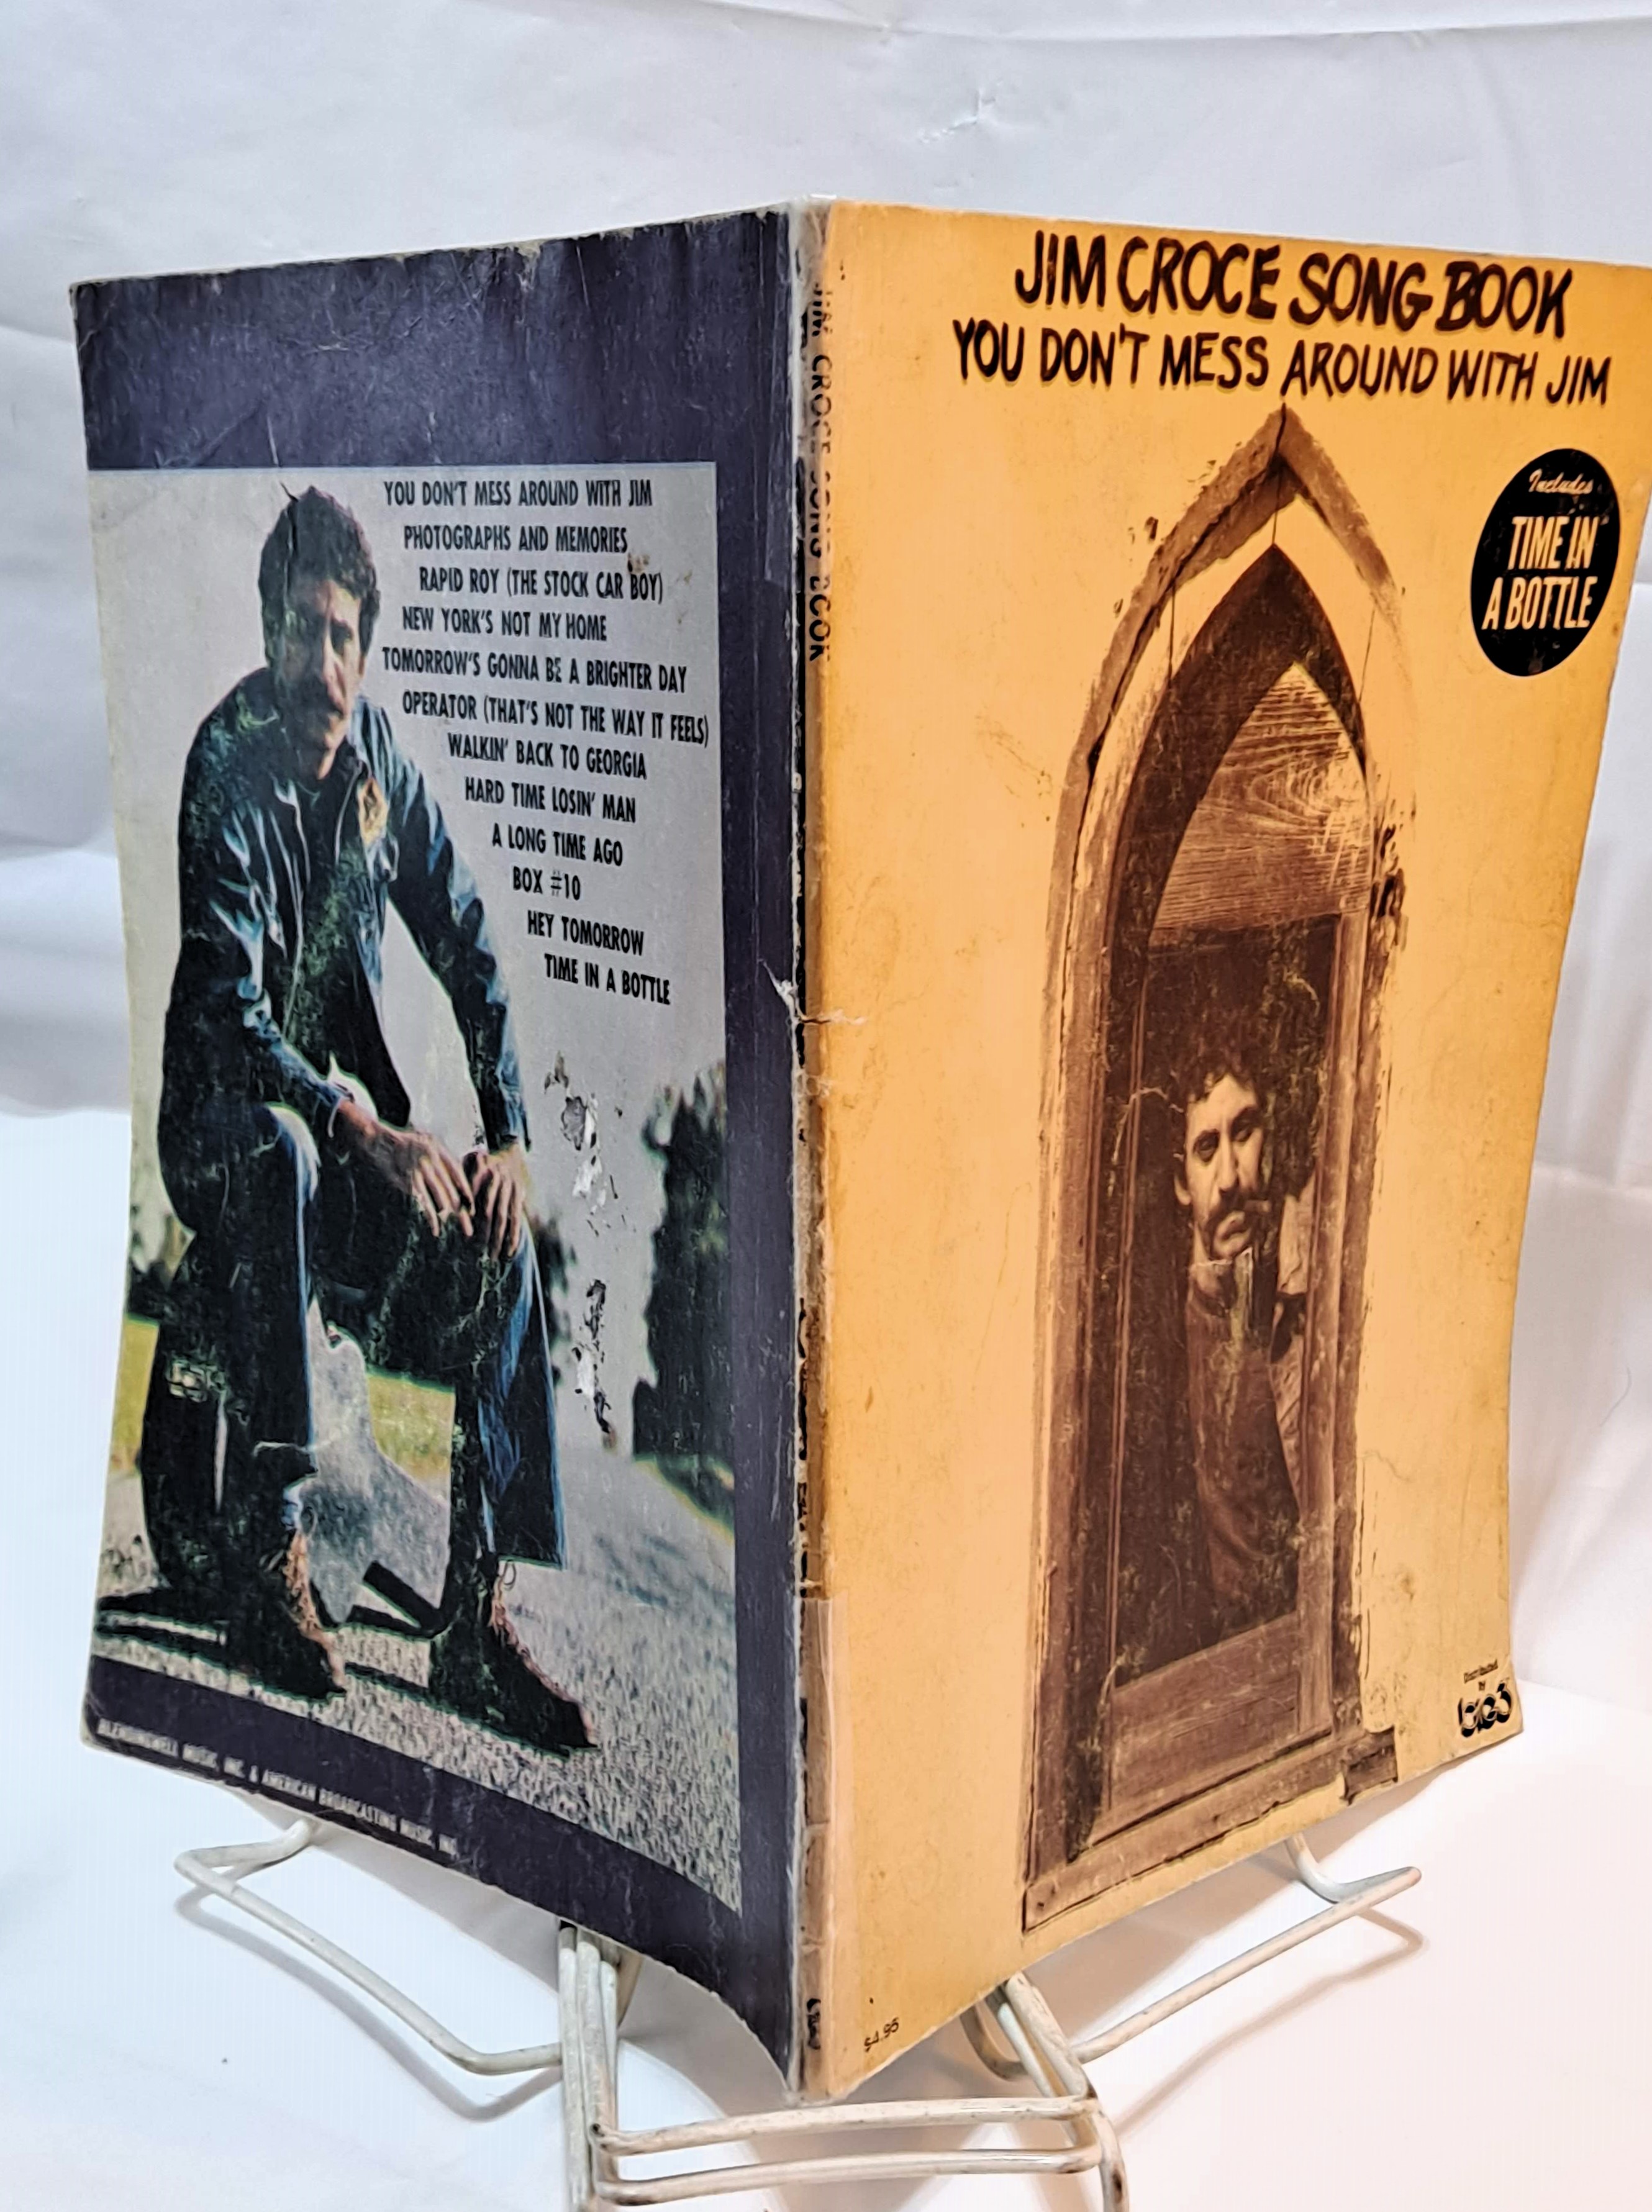 YOU DON'T MESS AROUND WITH JIM
PHOTOGRAPHS AND MEMORIES
RAPID ROY (THE STOCK CAR BOY)
NEW YORK'S NOT MY HOME
TOMORROW'S GONNA BE A BRIGHTER DAY
OPERATOR (THAT'S NOT THE WAY IT FEELS)
WALKIN' BACK TO GEORGIA
HARD TIME LOSIN' MAN
A LONG TIME AGO
BOX #10
HEY TOMORROW
TIME IN A BOTTLE
BLENDINGWELL MUSIC, INC. & AMERICAN BROADCASTING MUSIC, INC.
JIM CROCE SONG BOOK
JIM CROCE SONG BOOK
YOU DON'T MESS AROUND WITH JIM
Includes
TIME IN
A BOTTLE
Distributed
by
$4.95